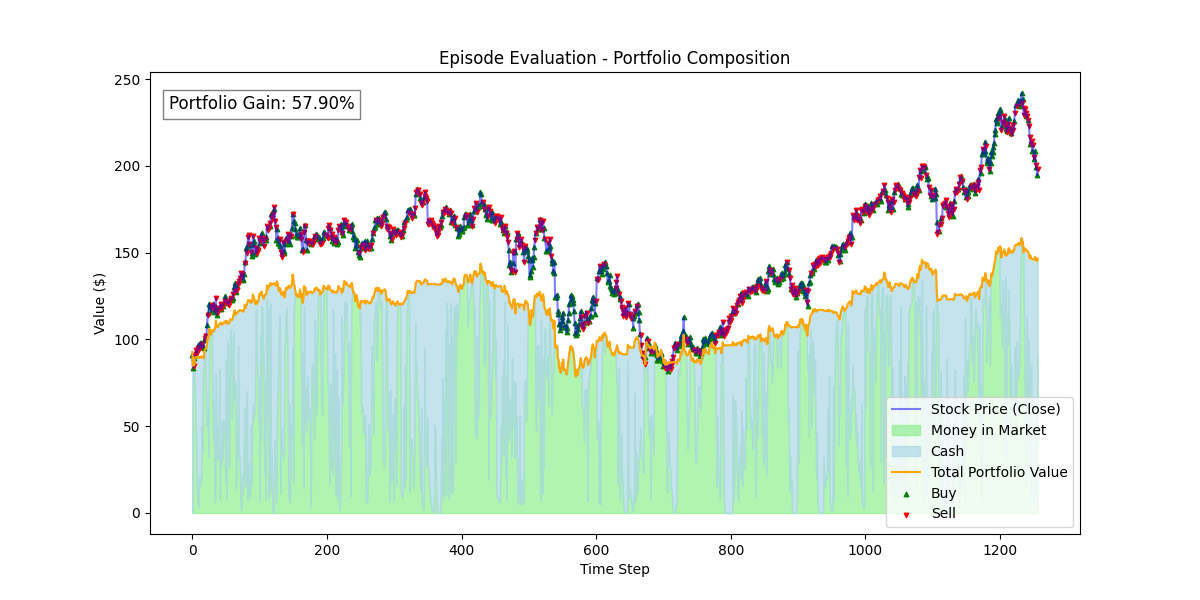 Episode Evaluation - Portfolio Composition
Portfolio Gain: 57.90%
Value ($)
250
200
150
100
50
0
0 200 400 600 800 1000 1200
Time Step
Stock Price (Close)
Money in Market
Cash
Total Portfolio Value
Buy
Sell